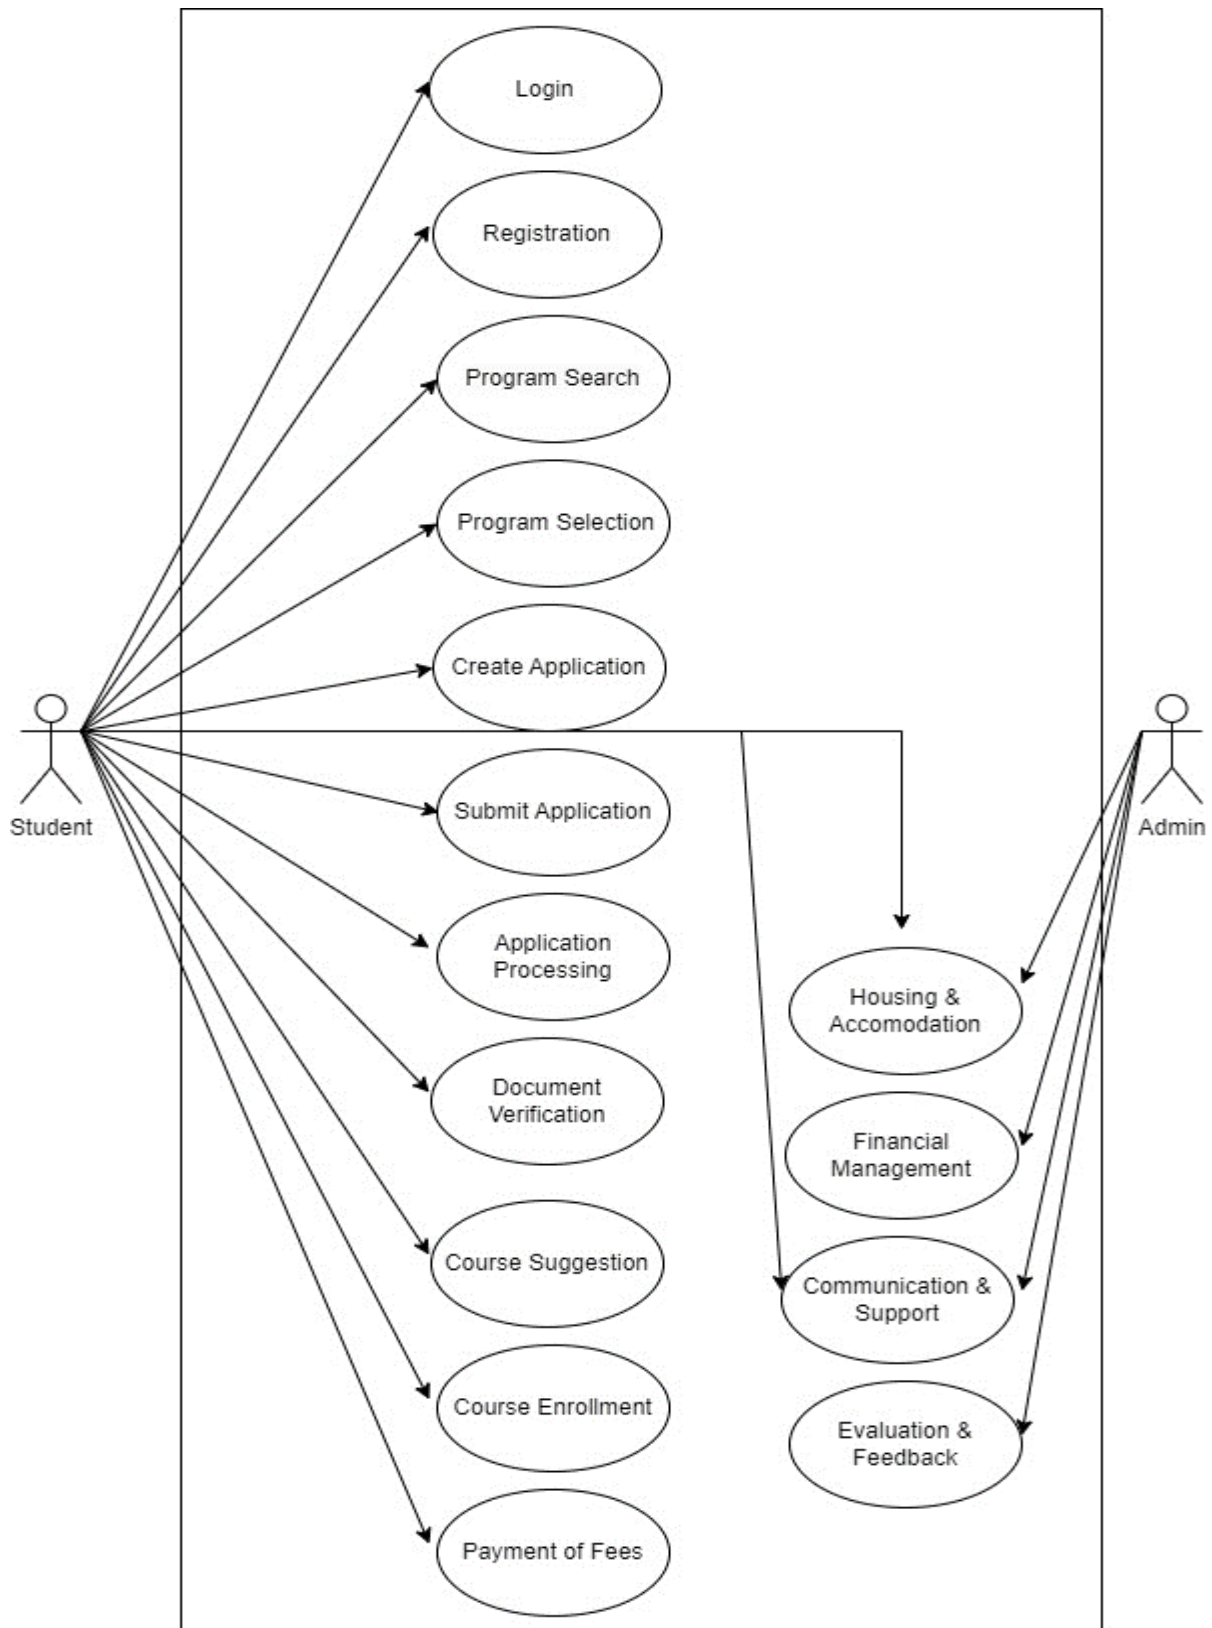 Login
Registration
Program Search
Program Selection
Create Application
Student
Admin
Submit Application
Application
Processing
Housing &
Accomodation
Document
Verification
Financial
Management
Course Suggestion
Communication &
Support
Course Enrollment
Evaluation &
Feedback
Payment of Fees